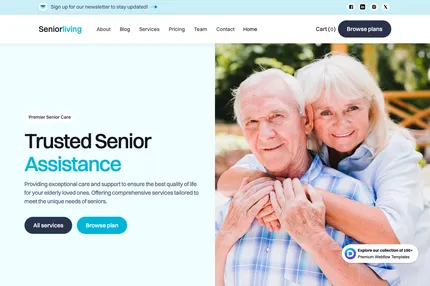 Sign up for our newsletter to stay updated!
Seniorliving
About Blog Services Pricing Team Contact Home
Cart (0) Browse plans
Premier Senior Care
Trusted Senior
Assistance
Providing exceptional care and support to ensure the best quality of life
for your elderly loved ones. Offering comprehensive services tailored to
meet the unique needs of seniors.
All services Browse plan
Explore our collection of 100+
Premium Webflow Templates